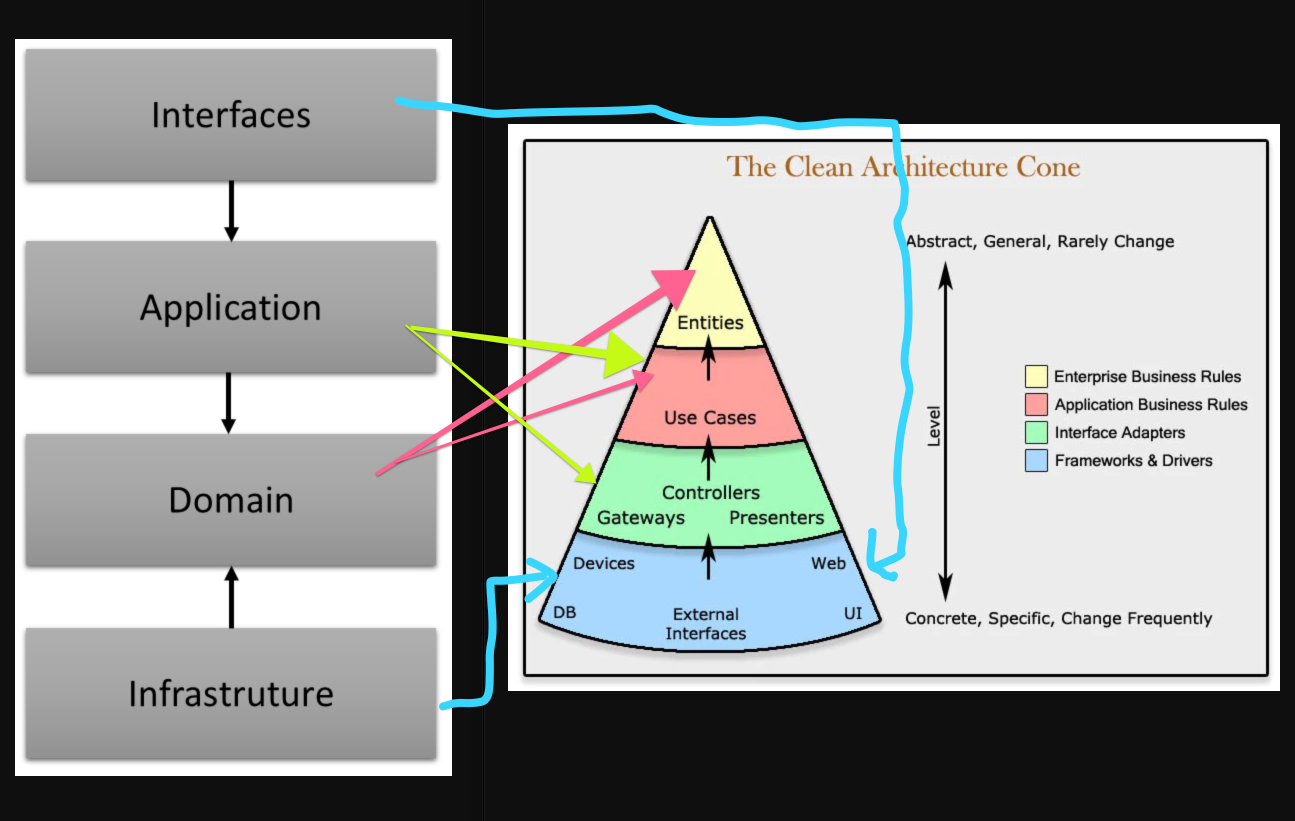 Interfaces
Application
Domain
Infrastruture
The Clean Architecture Cone
Entities
Use Cases
Controllers
Gateways Presenters
Devices Web
DB External UI
Interfaces
Abstract, General, Rarely Change
Level
Concrete, Specific, Change Frequently
Enterprise Business Rules
Application Business Rules
Interface Adapters
Frameworks & Drivers